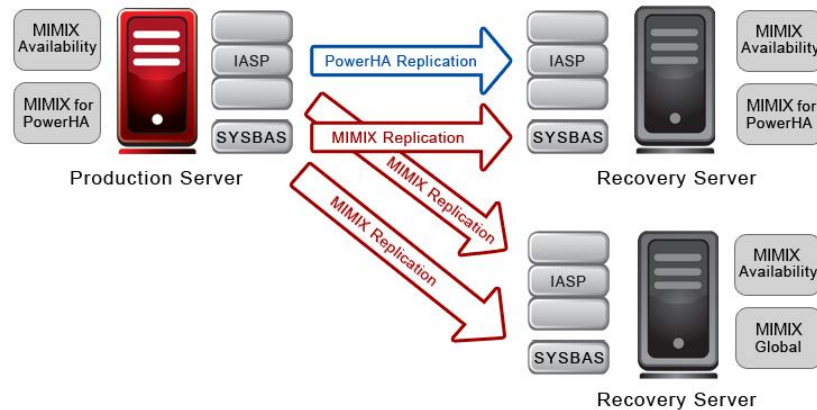 MIMIX
Availability
MIMIX for
PowerHA
IASP
SYSBAS
Production Server
PowerHA Replication
MIMIX Replication
MIMIX Replication
MIMIX Replication
IASP
SYSBAS
MIMIX
Availability
MIMIX for
PowerHA
Recovery Server
IASP
SYSBAS
MIMIX
Availability
MIMIX
Global
Recovery Server